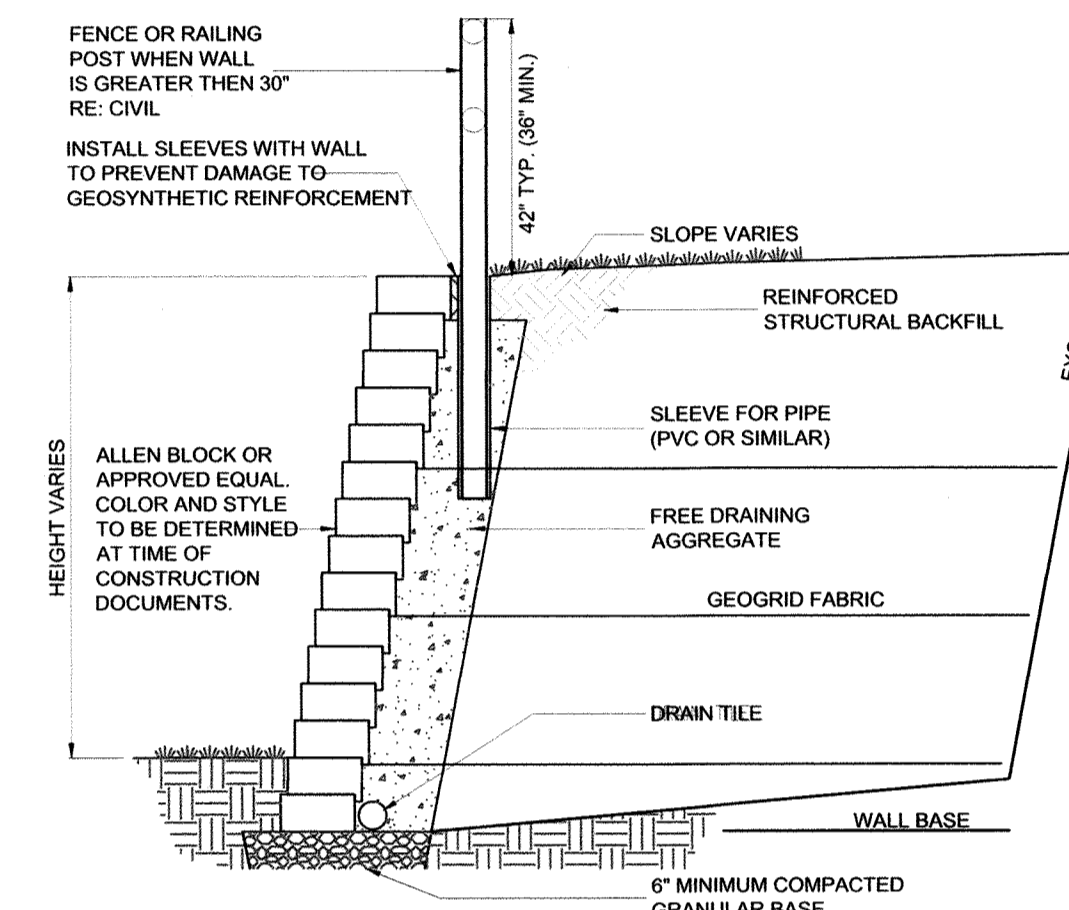 FENCE OR RAILING
POST WHEN WALL
IS GREATER THEN 30"
RE: CIVIL
INSTALL SLEEVES WITH WALL
TO PREVENT DAMAGE TO
GEOSYNTHETIC REINFORCEMENT
42" TYP. (36" MIN.)
SLOPE VARIES
REINFORCED
STRUCTURAL BACKFILL
SLEEVE FOR PIPE
(PVC OR SIMILAR)
HEIGHT VARIES
ALLEN BLOCK OR
APPROVED EQUAL.
COLOR AND STYLE
TO BE DETERMINED
AT TIME OF
CONSTRUCTION
DOCUMENTS.
FREE DRAINING
AGGREGATE
GEOGRID FABRIC
DRAIN TILE
WALL BASE
6" MINIMUM COMPACTED
GRANULAR BASE